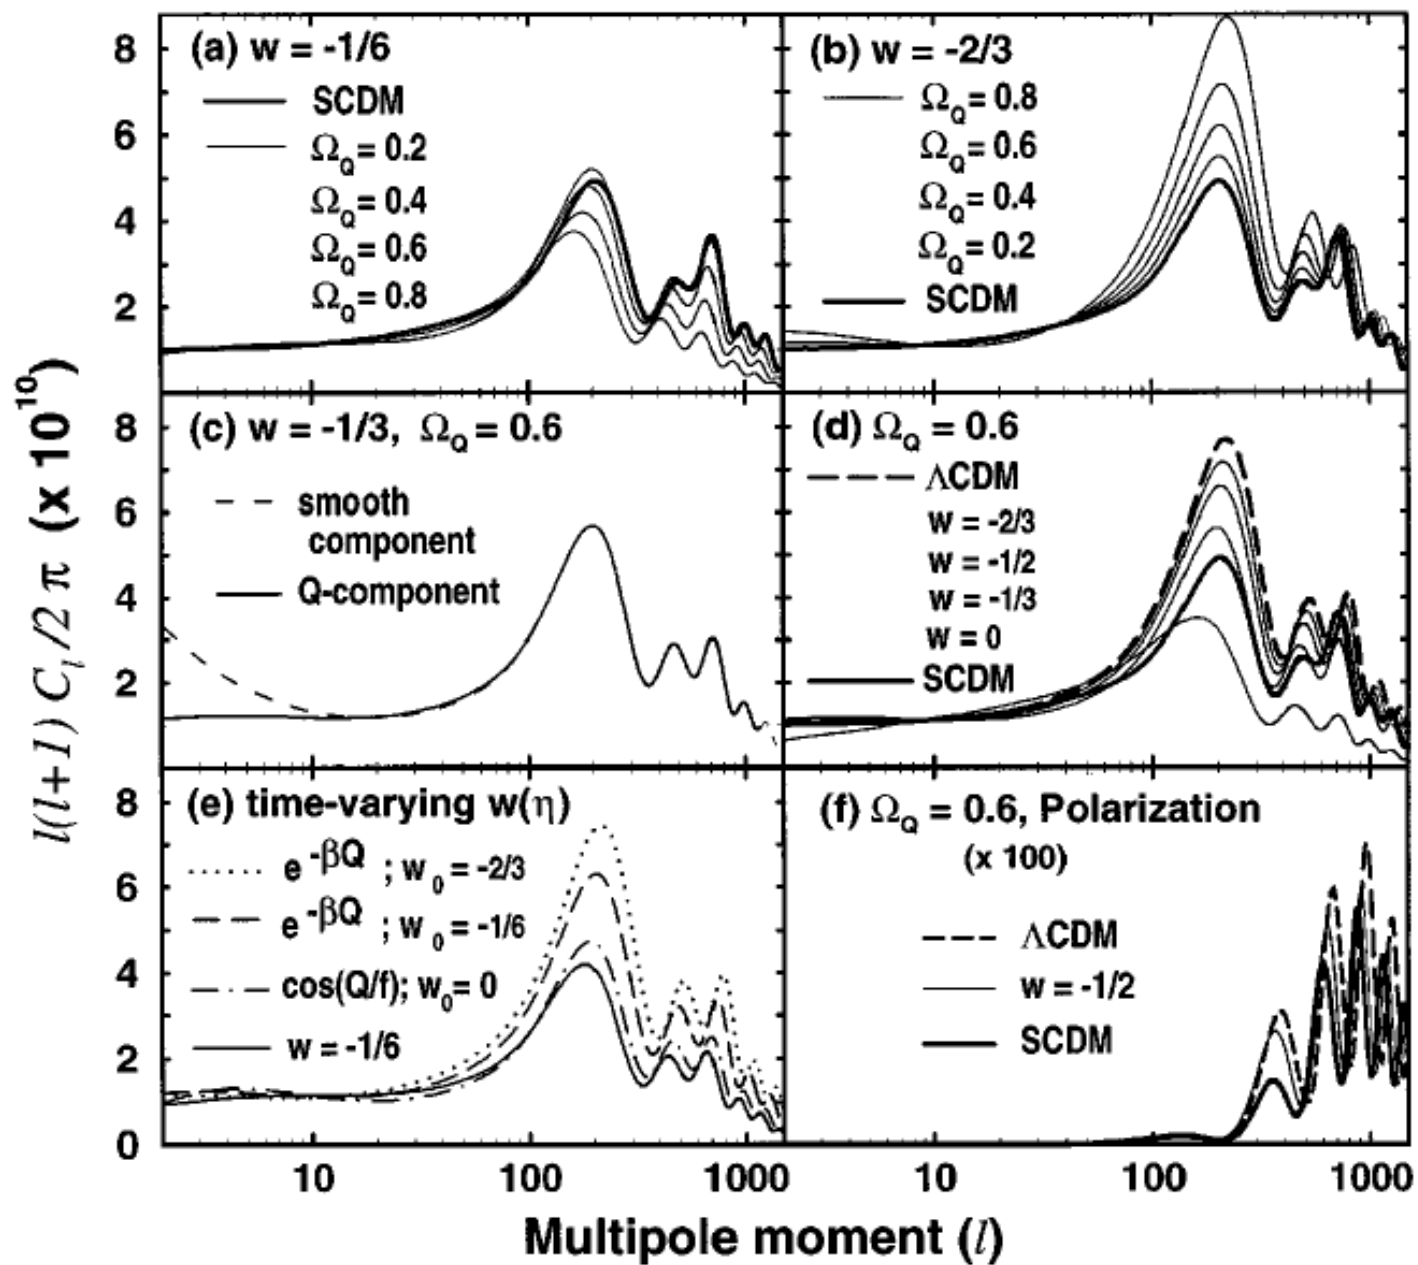 (a) w = -1/6
SCDM
Ω_Q = 0.2
Ω_Q = 0.4
Ω_Q = 0.6
Ω_Q = 0.8
(b) w = -2/3
Ω_Q = 0.8
Ω_Q = 0.6
Ω_Q = 0.4
Ω_Q = 0.2
SCDM
8
6
4
2
(c) w = -1/3, Ω_Q = 0.6
smooth
component
Q-component
(d) Ω_Q = 0.6
ΛCDM
w = -2/3
w = -1/2
w = -1/3
w = 0
SCDM
8
6
4
2
(e) time-varying w(η)
e^-βQ ; w_0 = -2/3
e^-βQ ; w_0 = -1/6
cos(Q/f); w_0 = 0
w = -1/6
(f) Ω_Q = 0.6, Polarization
(x 100)
ΛCDM
w = -1/2
SCDM
8
6
4
2
0
10 100 1000 10 100 1000
l(l+1) C_l /2 π (x 10^10)
Multipole moment (l)